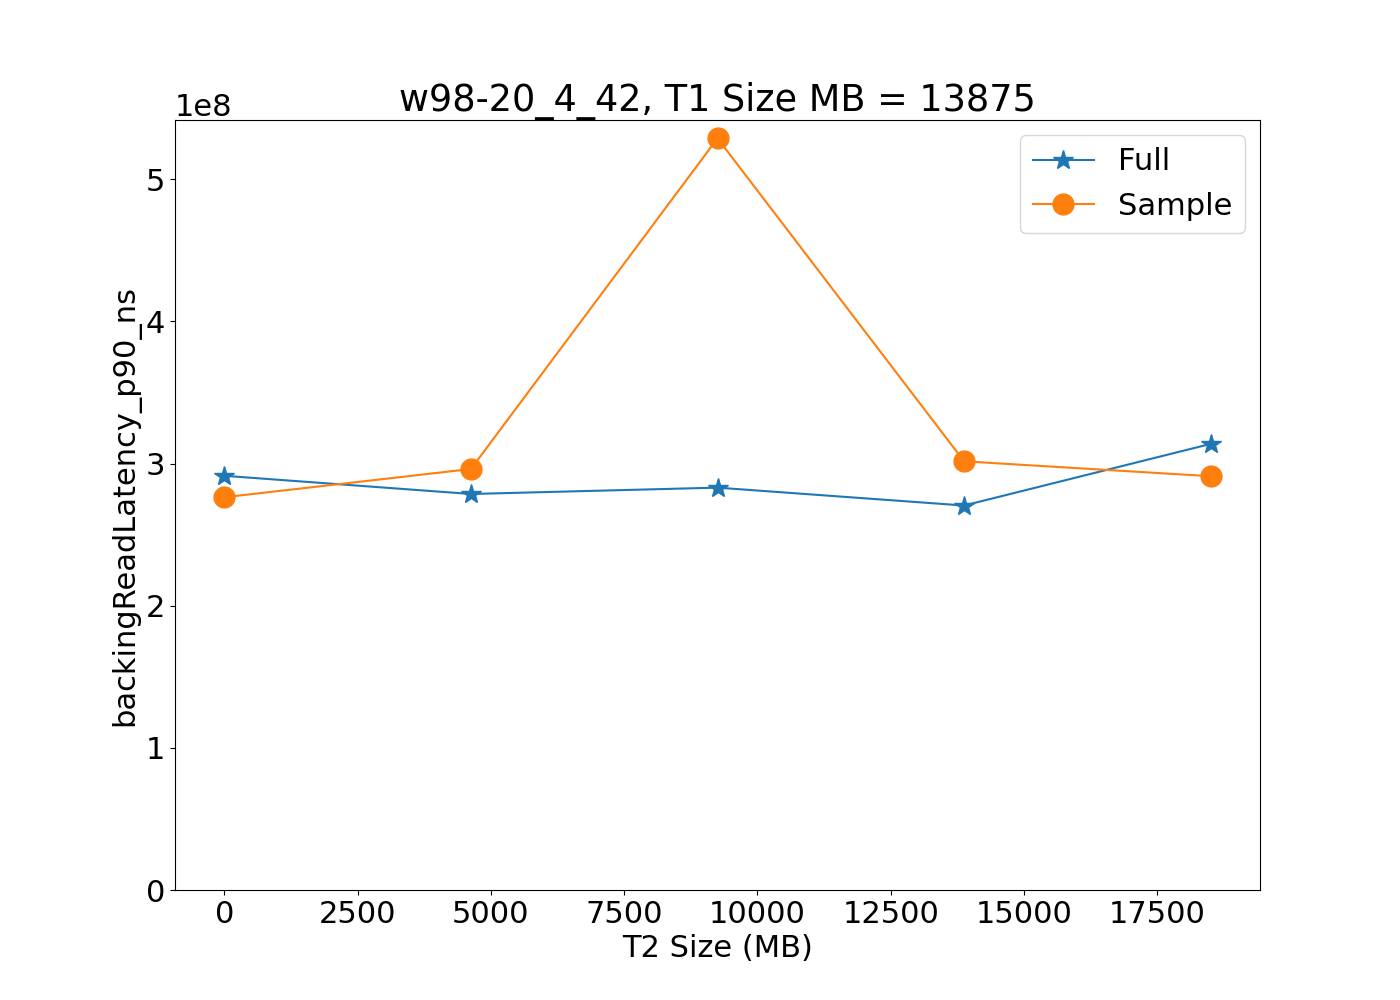 w98-20_4_42, T1 Size MB = 13875
1e8
Full
Sample
5
4
3
2
1
0
backingReadLatency_p90_ns
0 2500 5000 7500 10000 12500 15000 17500
T2 Size (MB)